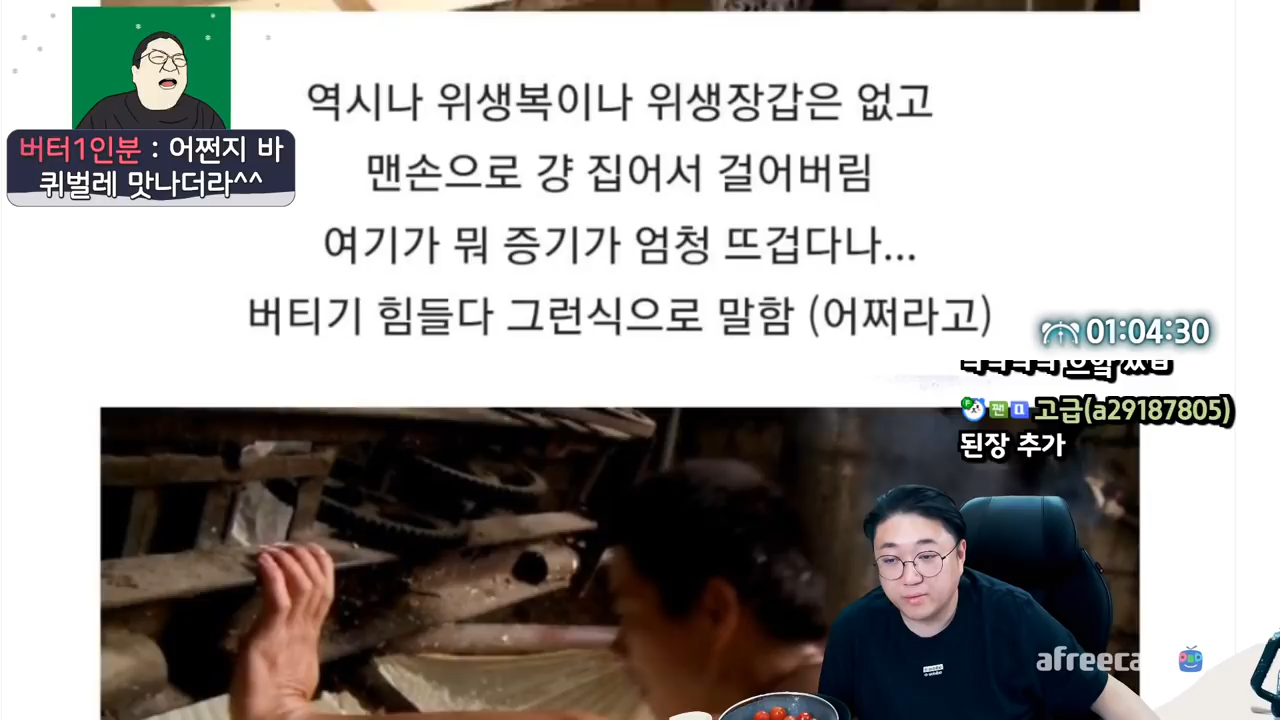 역시나 위생복이나 위생장갑은 없고
맨손으로 걍 집어서 걸어버림
여기가 뭐 증기가 엄청 뜨겁다나...
버티기 힘들다 그런식으로 말함 (어쩌라고)
버터1인분 : 어쩐지 바
퀴벌레 맛나더라^^
01:04:30
고급(a29187805)
된장 추가
afreeca